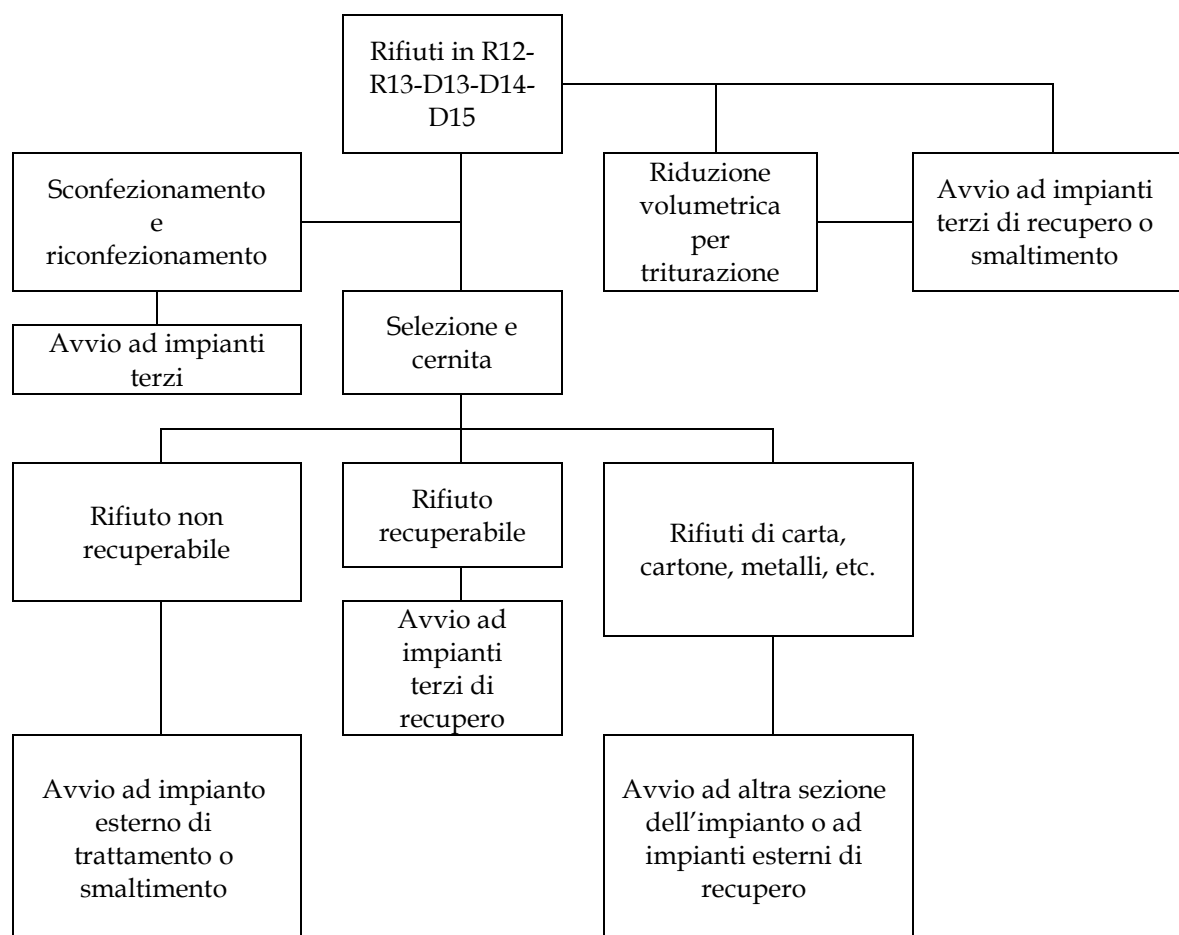 Rifiuti in R12-
R13-D13-D14-
D15
Sconfezionamento
e
riconfezionamento
Riduzione
volumetrica
per
triturazione
Avvio ad impianti
terzi di recupero o
smaltimento
Avvio ad impianti
terzi
Selezione e
cernita
Rifiuto non
recuperabile
Rifiuto
recuperabile
Rifiuti di carta,
cartone, metalli, etc.
Avvio ad
impianti
terzi di
recupero
Avvio ad impianto
esterno di
trattamento o
smaltimento
Avvio ad altra sezione
dell’impianto o ad
impianti esterni di
recupero